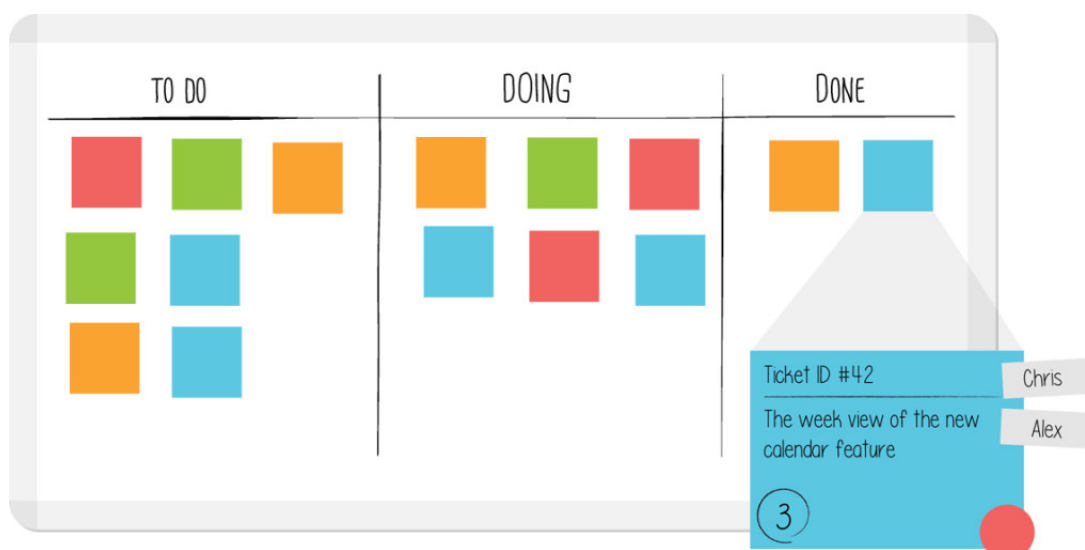 TO DO
DOING
DONE
Ticket ID #42
Chris
The week view of the new
Alex
calendar feature
3